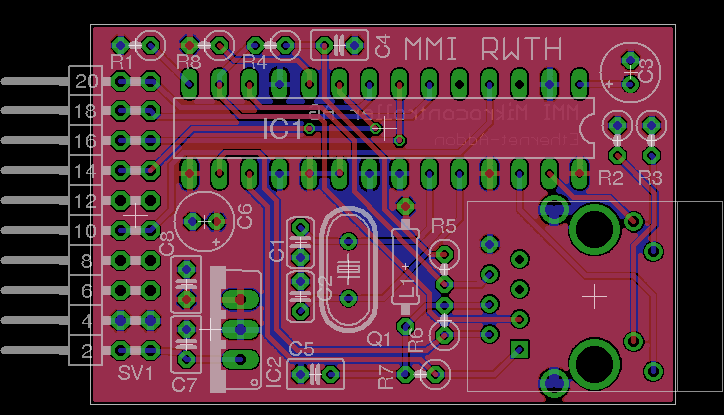 MMI RWTH
R1
R8
R4
C4
C3
20
18
16
14
12
10
8
6
4
2
SV1
IC1
MMI Mikrocontroller
Ethernet-Adapter
R2
R3
C6
C8
C1
C2
R5
L1
Q1
R6
C5
IC2
C7
R7